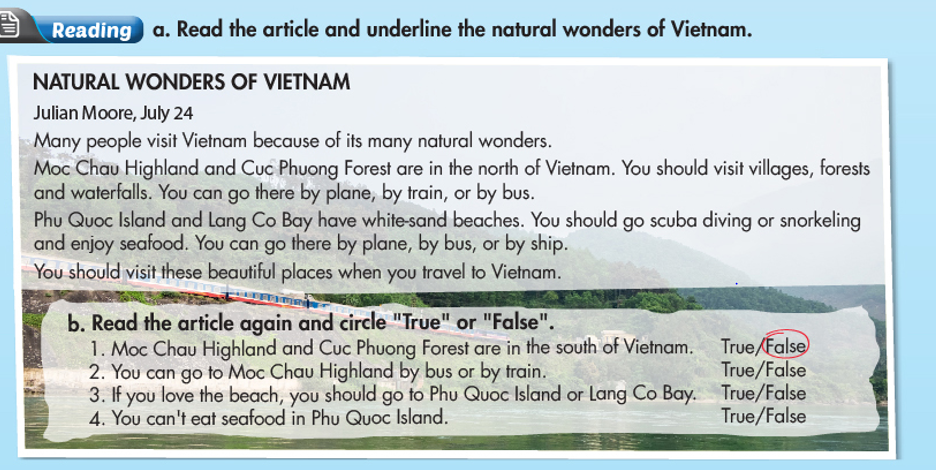 Reading a. Read the article and underline the natural wonders of Vietnam.
NATURAL WONDERS OF VIETNAM
Julian Moore, July 24
Many people visit Vietnam because of its many natural wonders.
Moc Chau Highland and Cuc Phuong Forest are in the north of Vietnam. You should visit villages, forests
and waterfalls. You can go there by plane, by train, or by bus.
Phu Quoc Island and Lang Co Bay have white-sand beaches. You should go scuba diving or snorkeling
and enjoy seafood. You can go there by plane, by bus, or by ship.
You should visit these beautiful places when you travel to Vietnam.
b. Read the article again and circle "True" or "False".
1. Moc Chau Highland and Cuc Phuong Forest are in the south of Vietnam. True/False
2. You can go to Moc Chau Highland by bus or by train. True/False
3. If you love the beach, you should go to Phu Quoc Island or Lang Co Bay. True/False
4. You can't eat seafood in Phu Quoc Island. True/False